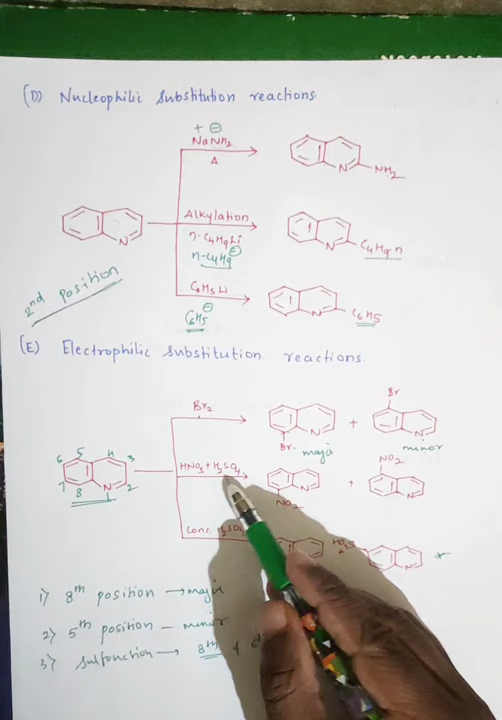 (D) Nucleophilic Substitution reactions
+ ⊖
NaNH2
Δ
N
NH2
Alkylation
n-C4H9Li
n-C4H9⊖
N
N
C4H9 n
2nd position
C6H5Li
C6H5⊖
N
C6H5
(E) Electrophilic substitution reactions
Br2
N
Br
major
+
Br
N
minor
6 5 4 3
7 8 N 2
1
HNO3 + H2SO4
N
NO2
+
NO2
N
Conc. H2SO4
HO3S
N
*
1) 8th position → major
2) 5th position – minor
3) sulfonction → 8th &